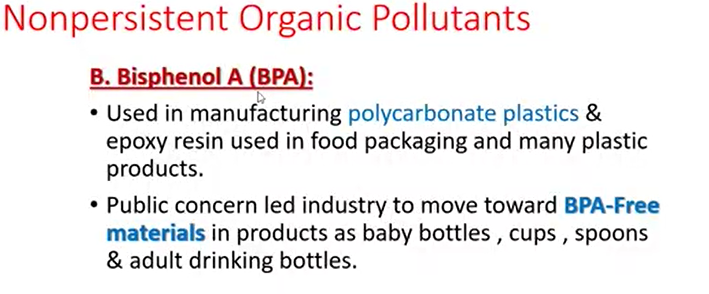 Nonpersistent Organic Pollutants
B. Bisphenol A (BPA):
• Used in manufacturing polycarbonate plastics &
epoxy resin used in food packaging and many plastic
products.
• Public concern led industry to move toward BPA-Free
materials in products as baby bottles , cups , spoons
& adult drinking bottles.